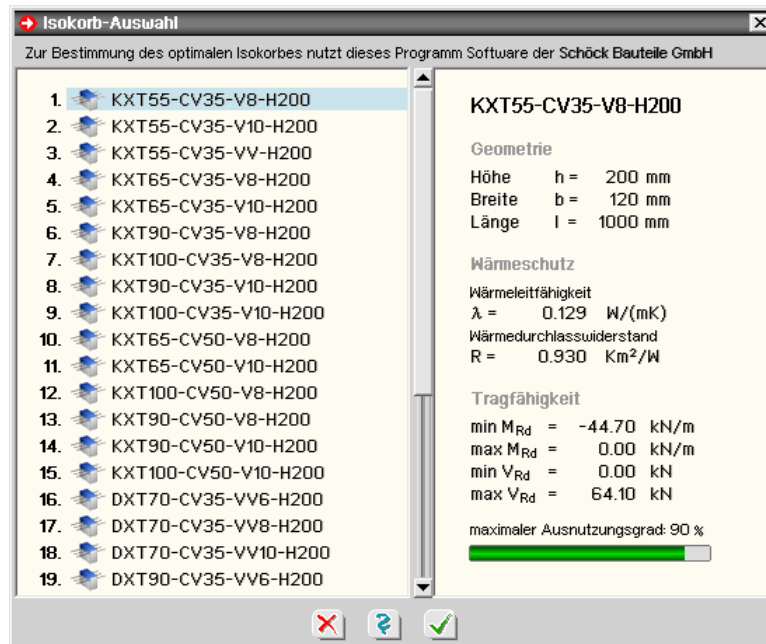 Isokorb-Auswahl
Zur Bestimmung des optimalen Isokorbes nutzt dieses Programm Software der Schöck Bauteile GmbH
1. KXT55-CV35-V8-H200
2. KXT55-CV35-V10-H200
3. KXT55-CV35-VV-H200
4. KXT65-CV35-V8-H200
5. KXT65-CV35-V10-H200
6. KXT90-CV35-V8-H200
7. KXT100-CV35-V8-H200
8. KXT90-CV35-V10-H200
9. KXT100-CV35-V10-H200
10. KXT65-CV50-V8-H200
11. KXT65-CV50-V10-H200
12. KXT100-CV50-V8-H200
13. KXT90-CV50-V8-H200
14. KXT90-CV50-V10-H200
15. KXT100-CV50-V10-H200
16. DXT70-CV35-VV6-H200
17. DXT70-CV35-VV8-H200
18. DXT70-CV35-VV10-H200
19. DXT90-CV35-VV6-H200
KXT55-CV35-V8-H200
Geometrie
Höhe h = 200 mm
Breite b = 120 mm
Länge l = 1000 mm
Wärmeschutz
Wärmeleitfähigkeit
λ = 0.129 W/(mK)
Wärmedurchlasswiderstand
R = 0.930 Km²/W
Tragfähigkeit
min MRd = -44.70 kN/m
max MRd = 0.00 kN/m
min VRd = 0.00 kN
max VRd = 64.10 kN
maximaler Ausnutzungsgrad: 90 %